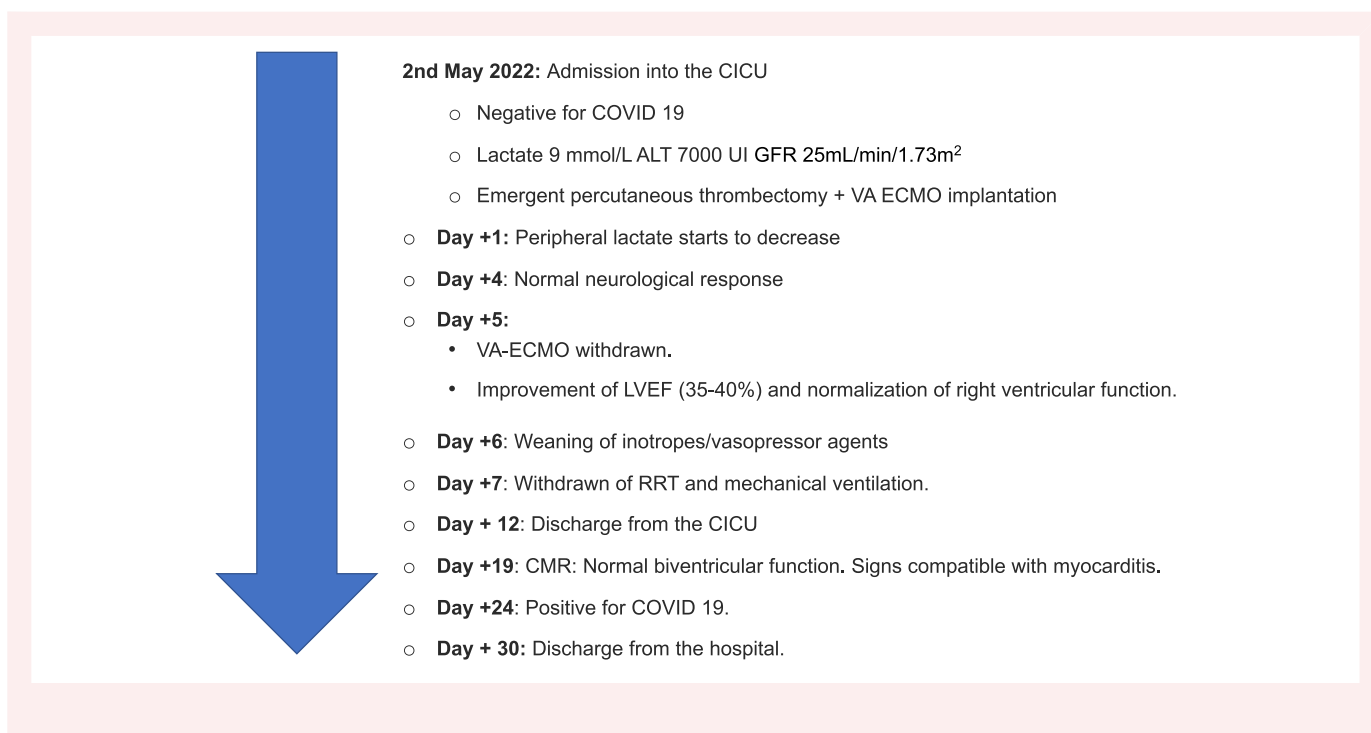 2nd May 2022: Admission into the CICU
○ Negative for COVID 19
○ Lactate 9 mmol/L ALT 7000 UI GFR 25mL/min/1.73m²
○ Emergent percutaneous thrombectomy + VA ECMO implantation
○ Day +1: Peripheral lactate starts to decrease
○ Day +4: Normal neurological response
○ Day +5:
• VA-ECMO withdrawn.
• Improvement of LVEF (35-40%) and normalization of right ventricular function.
○ Day +6: Weaning of inotropes/vasopressor agents
○ Day +7: Withdrawn of RRT and mechanical ventilation.
○ Day + 12: Discharge from the CICU
○ Day +19: CMR: Normal biventricular function. Signs compatible with myocarditis.
○ Day +24: Positive for COVID 19.
○ Day + 30: Discharge from the hospital.